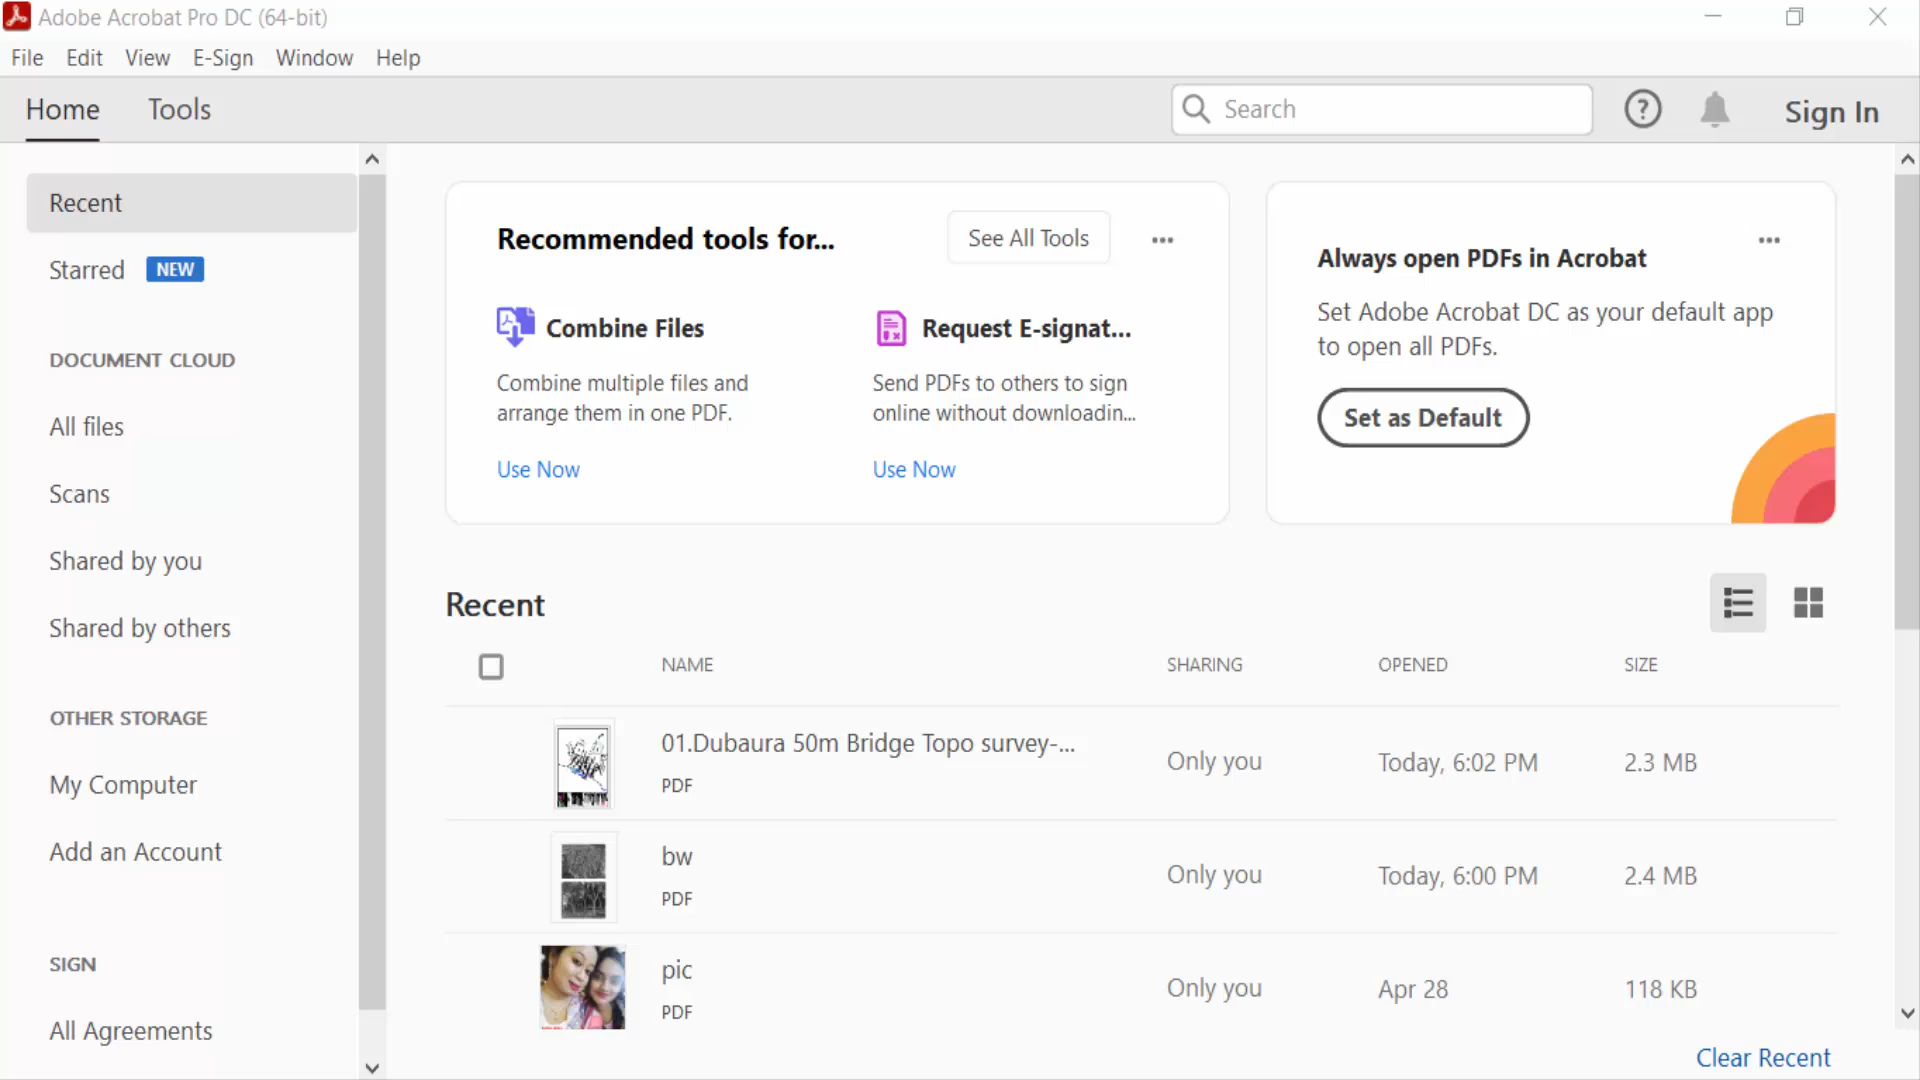 Adobe Acrobat Pro DC (64-bit)
File Edit View E-Sign Window Help
Home Tools Search Sign In
Recent
Starred NEW
DOCUMENT CLOUD
All files
Scans
Shared by you
Shared by others
OTHER STORAGE
My Computer
Add an Account
SIGN
All Agreements
Recommended tools for... See All Tools
Combine Files
Combine multiple files and
arrange them in one PDF.
Use Now
Request E-signat...
Send PDFs to others to sign
online without downloadin...
Use Now
Always open PDFs in Acrobat
Set Adobe Acrobat DC as your default app
to open all PDFs.
Set as Default
Recent
NAME SHARING OPENED SIZE
01.Dubaura 50m Bridge Topo survey-... Only you Today, 6:02 PM 2.3 MB
PDF
bw Only you Today, 6:00 PM 2.4 MB
PDF
pic Only you Apr 28 118 KB
PDF
Clear Recent